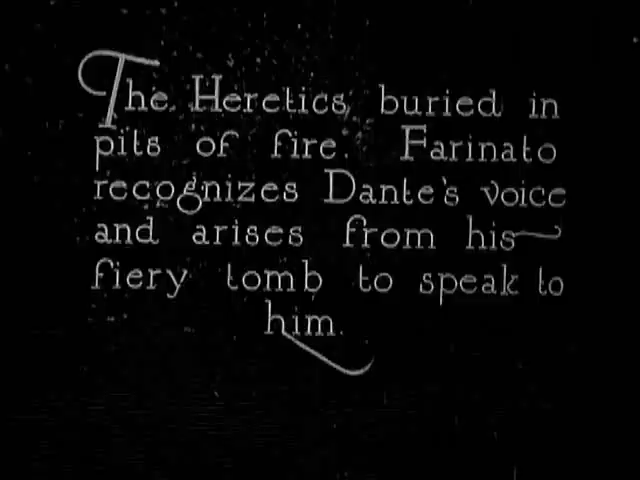 The Heretics, buried in
pits of fire. Farinato
recognizes Dante's voice
and arises from his
fiery tomb to speak to
him.